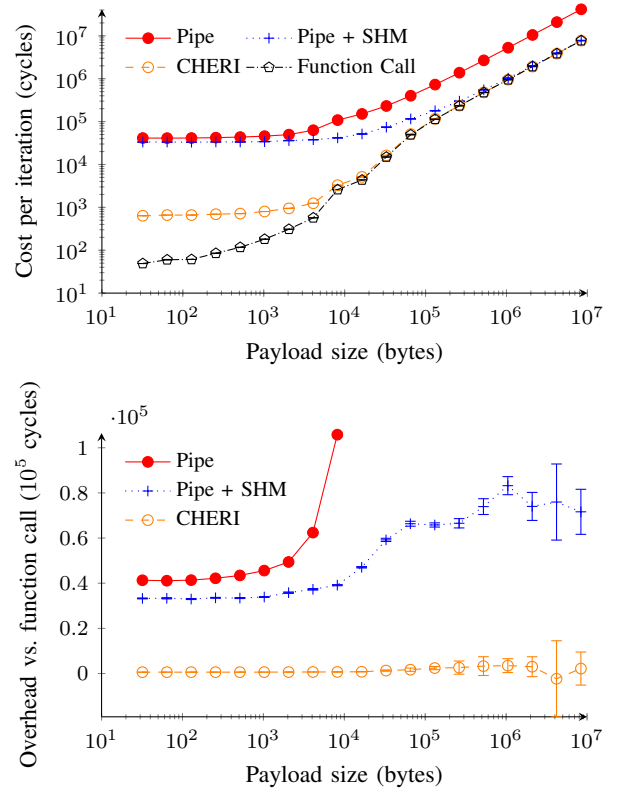 10^7
10^6
10^5
10^4
10^3
10^2
10^1
Cost per iteration (cycles)
Pipe
Pipe + SHM
CHERI
Function Call
10^1 10^2 10^3 10^4 10^5 10^6 10^7
Payload size (bytes)
·10^5
1
0.8
0.6
0.4
0.2
0
Overhead vs. function call (10^5 cycles)
Pipe
Pipe + SHM
CHERI
10^1 10^2 10^3 10^4 10^5 10^6 10^7
Payload size (bytes)